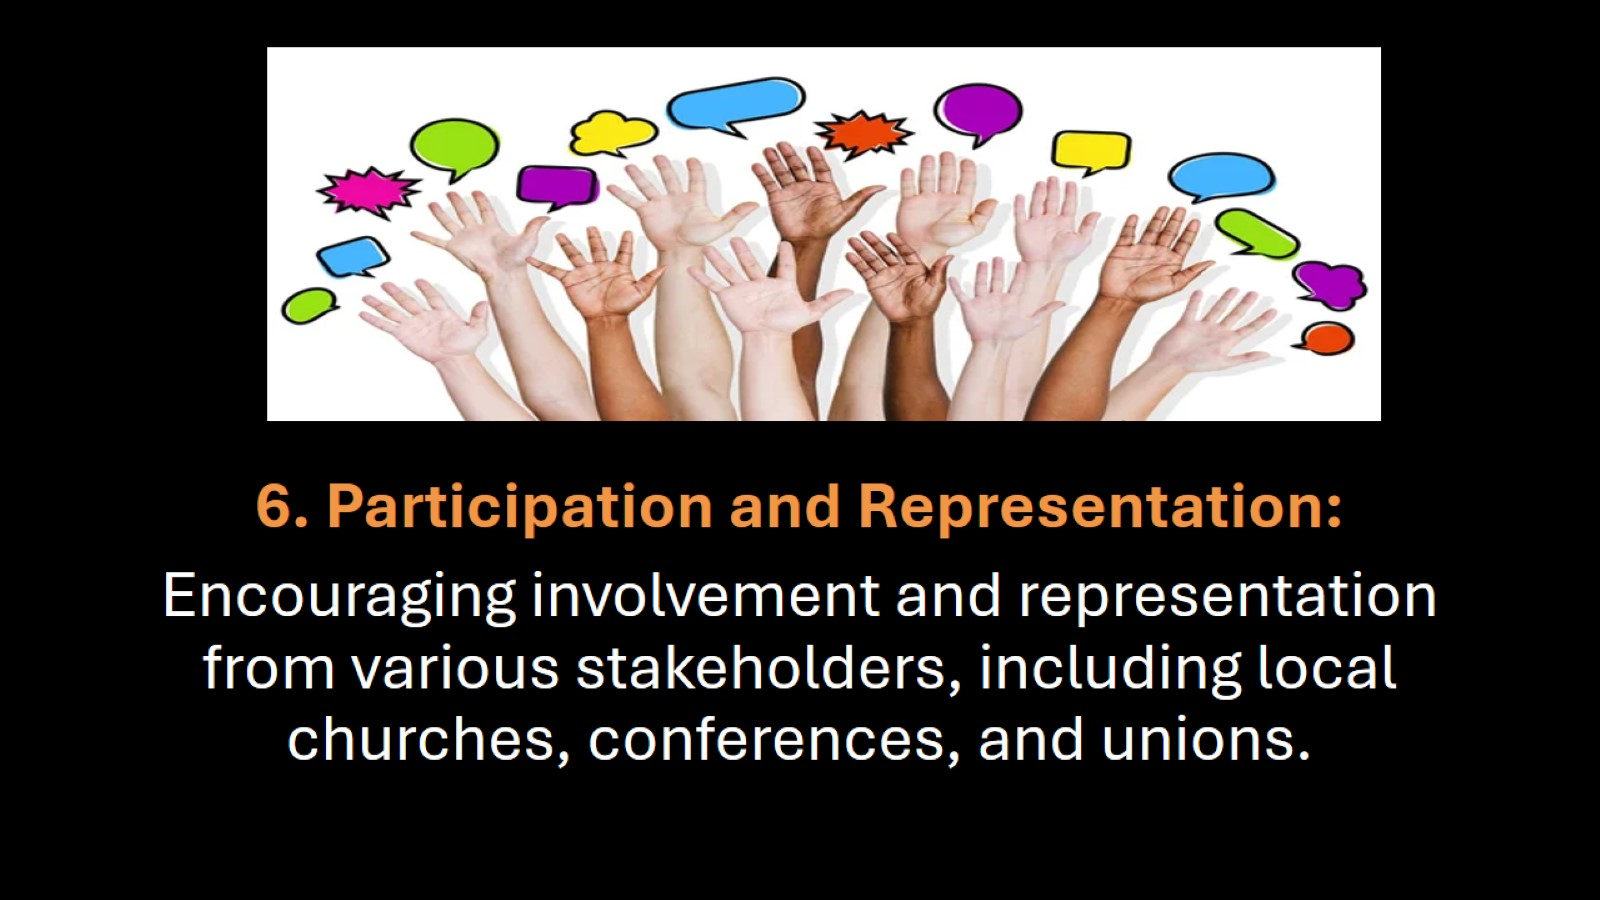 6. Participation and Representation:
Encouraging involvement and representation
from various stakeholders, including local
churches, conferences, and unions.